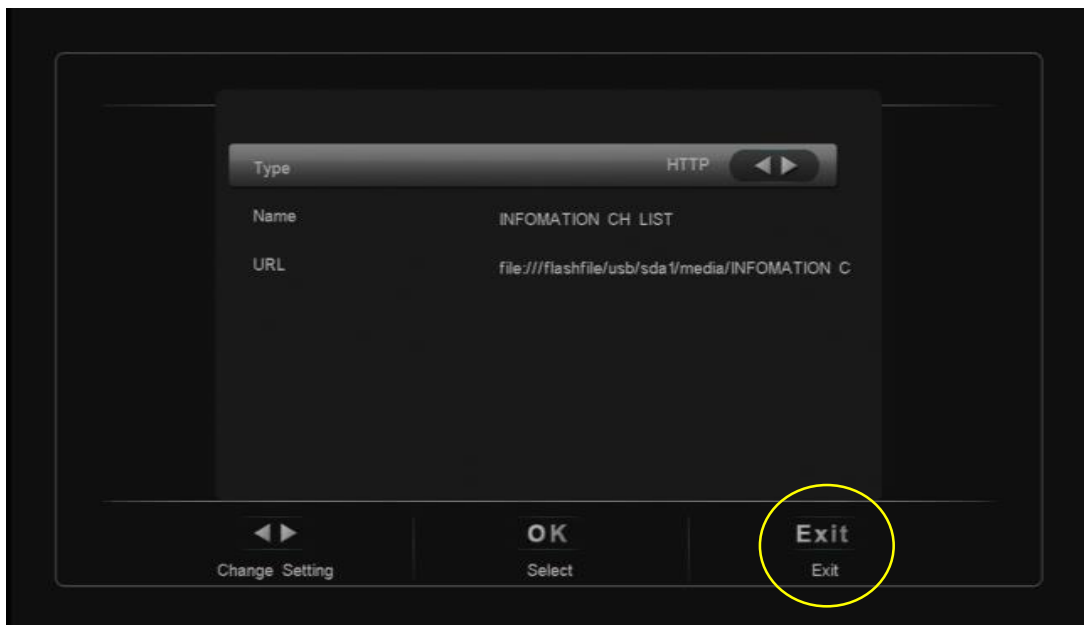 Type HTTP
Name INFOMATION CH LIST
URL file:///flashfile/usb/sda1/media/INFOMATION C
OK Exit
Change Setting Select Exit